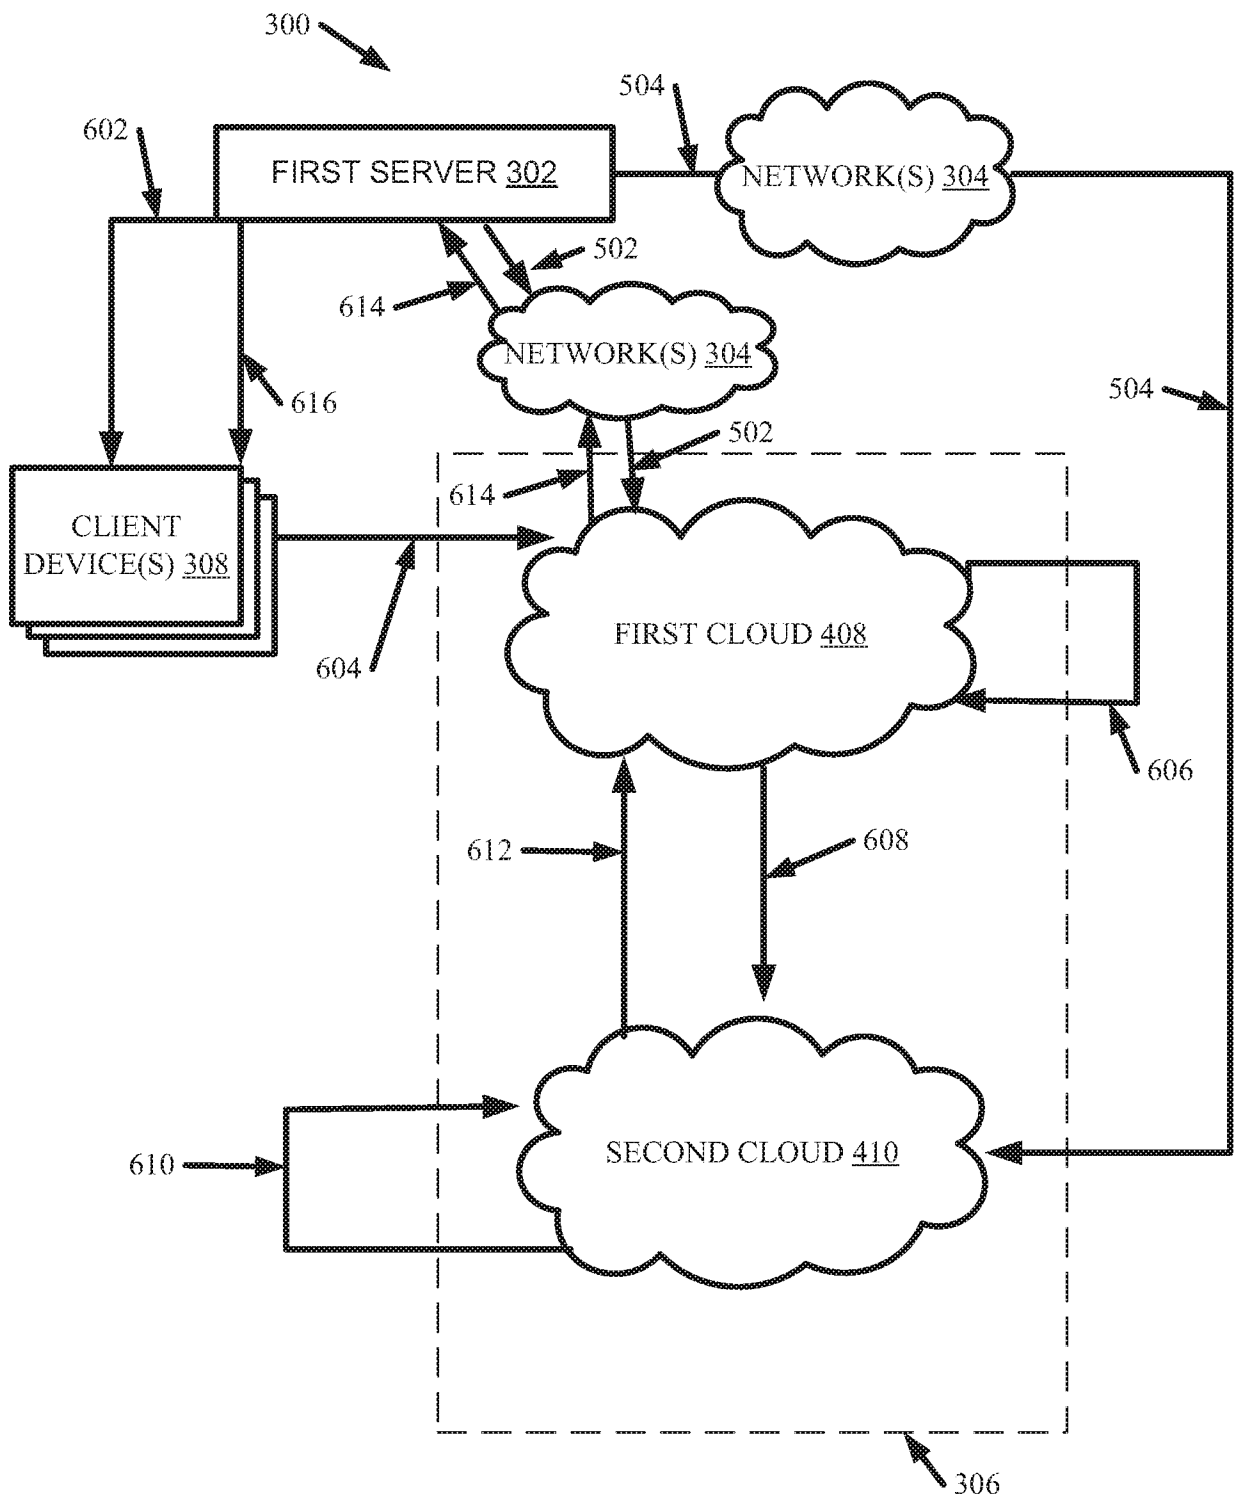 300
504
602
FIRST SERVER 302
NETWORK(S) 304
502
614
NETWORK(S) 304
616
504
502
614
CLIENT
DEVICE(S) 308
604
FIRST CLOUD 408
606
612
608
SECOND CLOUD 410
610
306